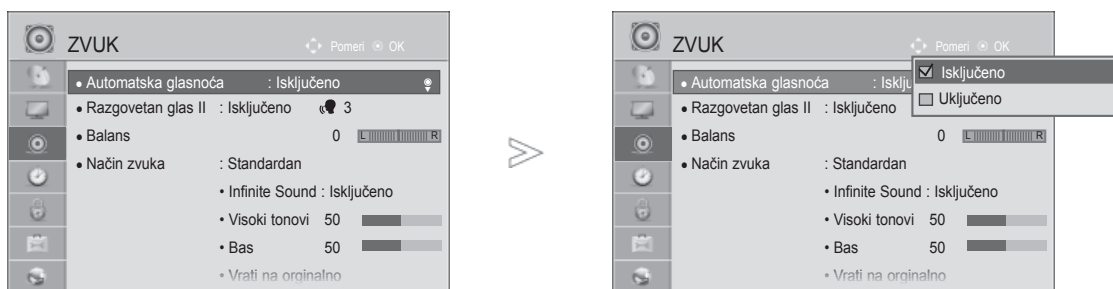 ZVUK
Pomeri OK
• Automatska glasnoća : Isključeno
• Razgovetan glas II : Isključeno 3
• Balans 0 L R
• Način zvuka : Standardan
• Infinite Sound : Isključeno
• Visoki tonovi 50
• Bas 50
• Vrati na orginalno
ZVUK
Pomeri OK
• Automatska glasnoća : Isklju
Isključeno
Uključeno
• Razgovetan glas II : Isključeno
• Balans 0 L R
• Način zvuka : Standardan
• Infinite Sound : Isključeno
• Visoki tonovi 50
• Bas 50
• Vrati na orginalno